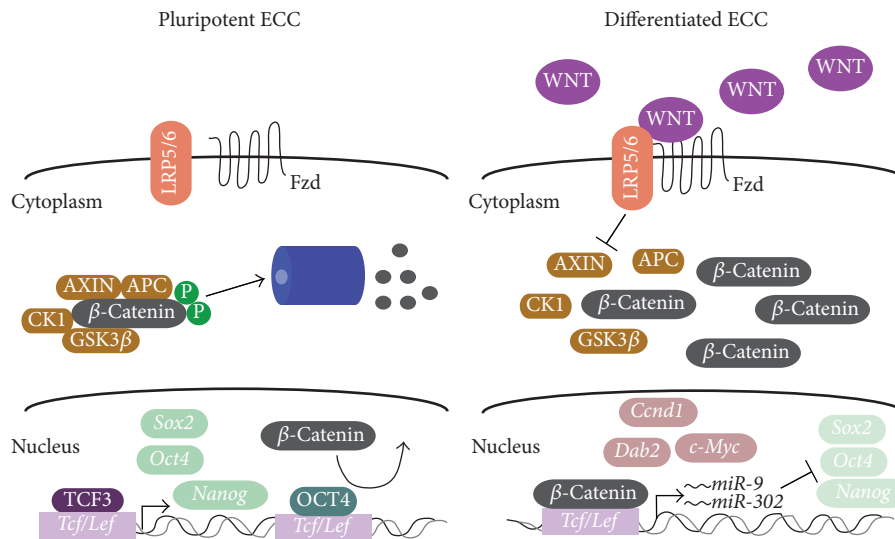 Pluripotent ECC
LRP5/6
Fzd
Cytoplasm
AXIN
APC
P
β-Catenin
P
CK1
GSK3β
Nucleus
Sox2
Oct4
Nanog
β-Catenin
TCF3
OCT4
Tcf/Lef
Tcf/Lef
Differentiated ECC
WNT
WNT
WNT
WNT
LRP5/6
Fzd
Cytoplasm
AXIN
APC
β-Catenin
CK1
β-Catenin
β-Catenin
GSK3β
β-Catenin
Nucleus
Ccnd1
Dab2
c-Myc
Sox2
Oct4
Nanog
β-Catenin
miR-9
miR-302
Tcf/Lef